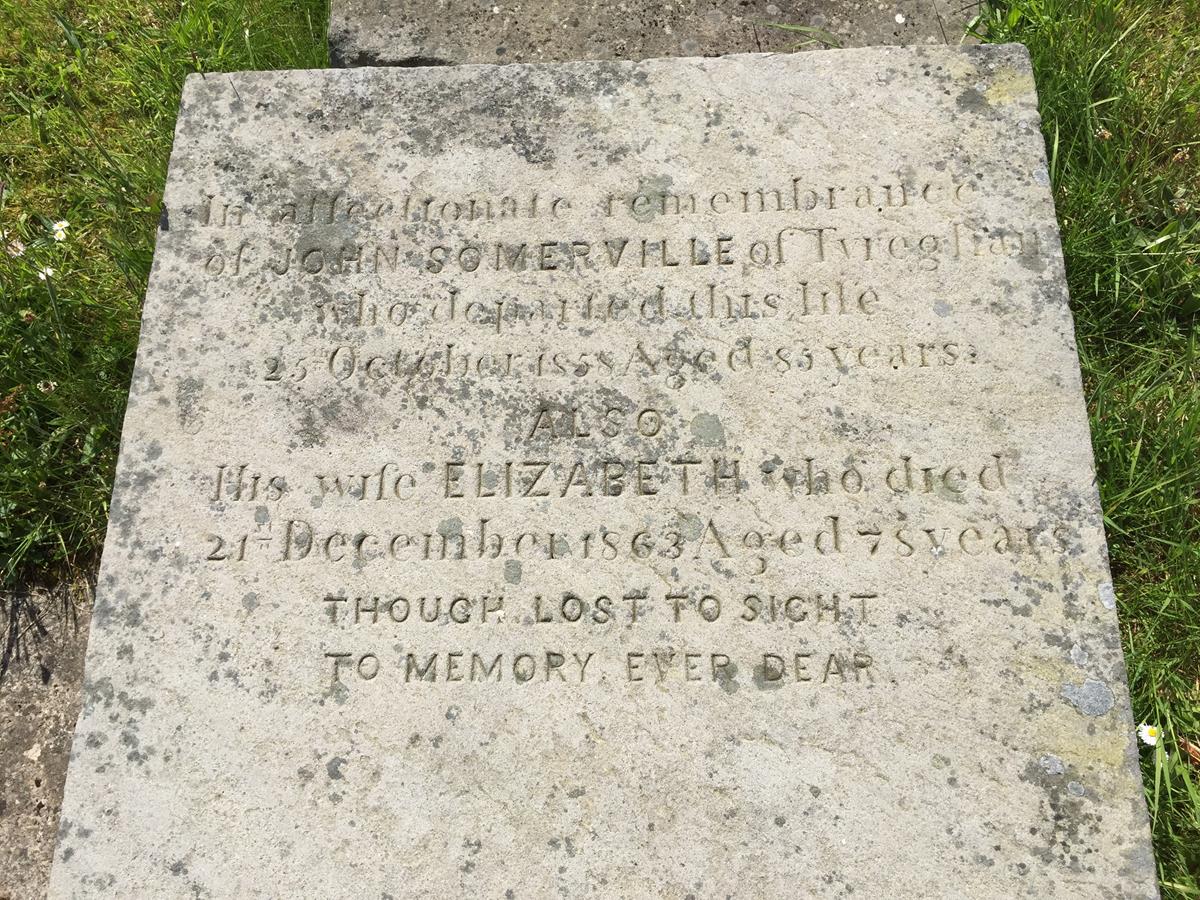 In affectionate remembrance
of JOHN SOMERVILLE of Tyreghan
who departed this life
25th October 1858 Aged 85 years.
ALSO
His wife ELIZABETH who died
21st December 1863 Aged 78 years
THOUGH LOST TO SIGHT
TO MEMORY EVER DEAR.